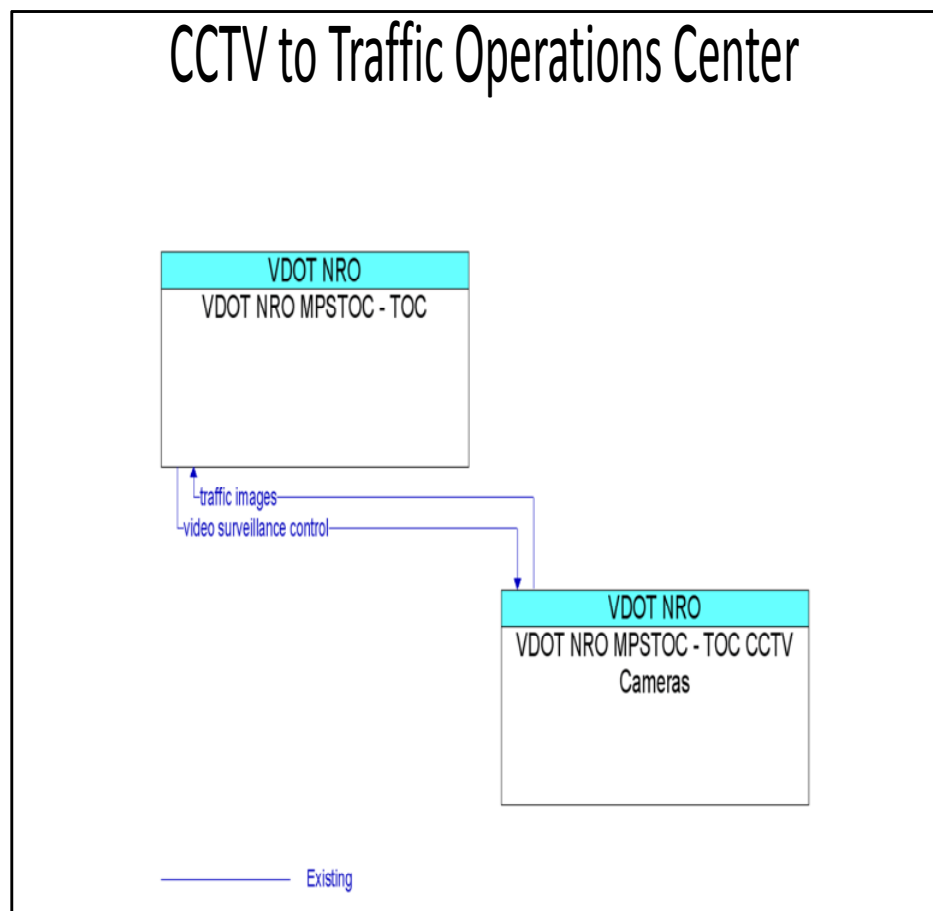 CCTV to Traffic Operations Center
VDOT NRO
VDOT NRO MPSTOC - TOC
traffic images
video surveillance control
VDOT NRO
VDOT NRO MPSTOC - TOC CCTV
Cameras
Existing